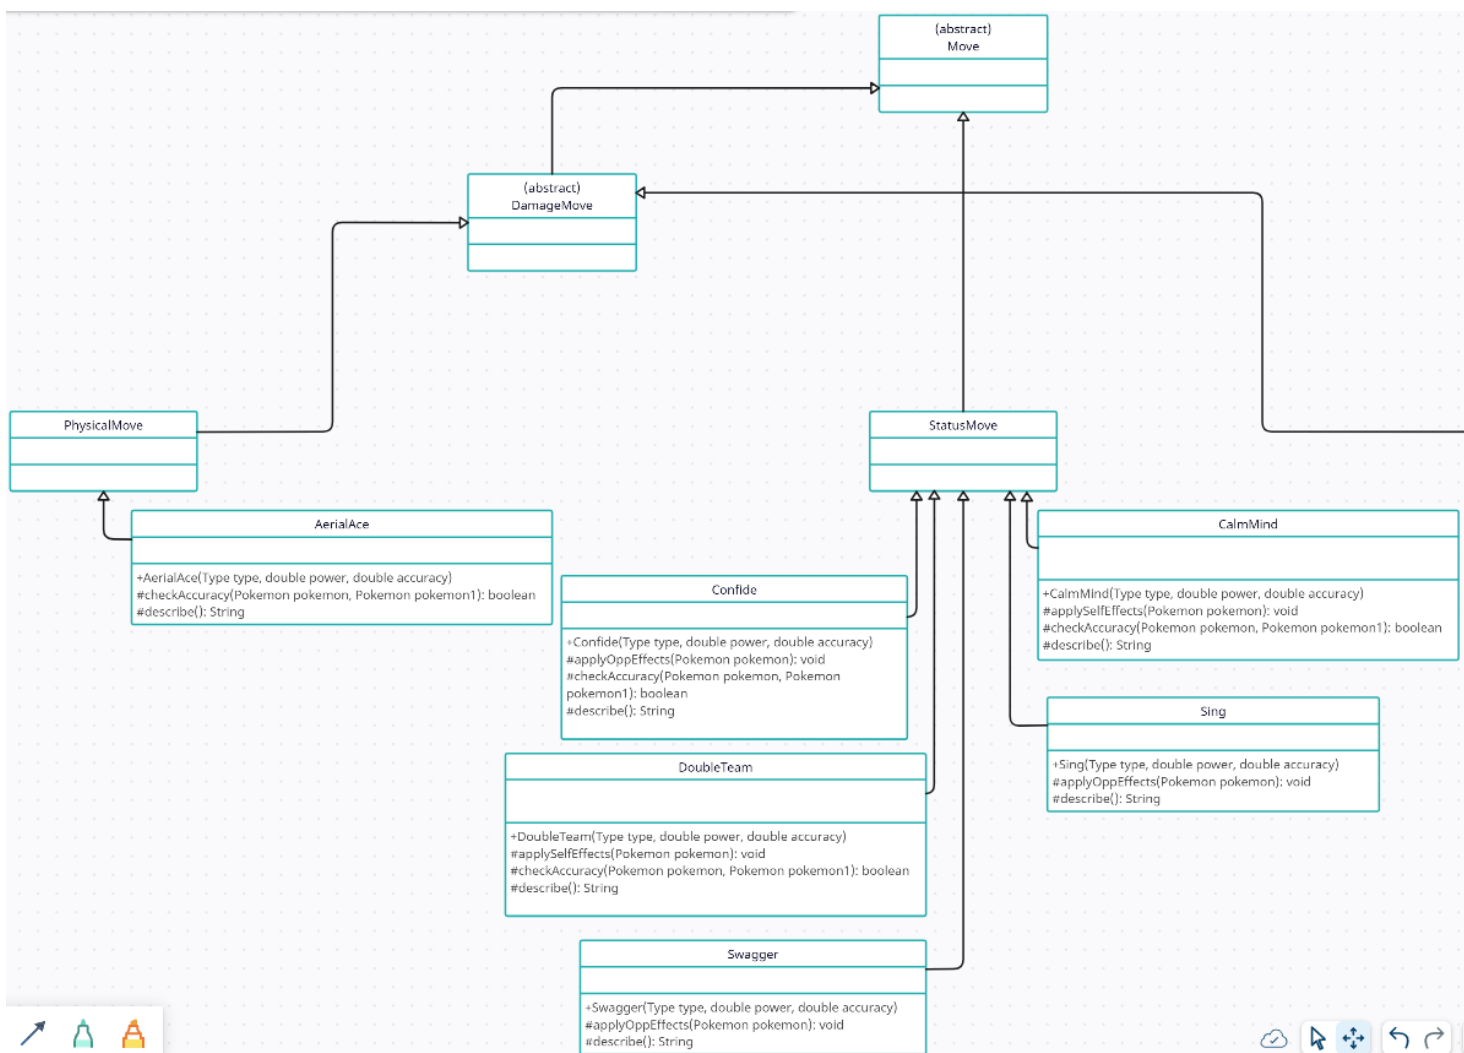 (abstract)
Move
(abstract)
DamageMove
PhysicalMove
StatusMove
AerialAce
+AerialAce(Type type, double power, double accuracy)
#checkAccuracy(Pokemon pokemon, Pokemon pokemon1): boolean
#describe(): String
CalmMind
+CalmMind(Type type, double power, double accuracy)
#applySelfEffects(Pokemon pokemon): void
#checkAccuracy(Pokemon pokemon, Pokemon pokemon1): boolean
#describe(): String
Confide
+Confide(Type type, double power, double accuracy)
#applyOppEffects(Pokemon pokemon): void
#checkAccuracy(Pokemon pokemon, Pokemon
pokemon1): boolean
#describe(): String
Sing
+Sing(Type type, double power, double accuracy)
#applyOppEffects(Pokemon pokemon): void
#describe(): String
DoubleTeam
+DoubleTeam(Type type, double power, double accuracy)
#applySelfEffects(Pokemon pokemon): void
#checkAccuracy(Pokemon pokemon, Pokemon pokemon1): boolean
#describe(): String
Swagger
+Swagger(Type type, double power, double accuracy)
#applyOppEffects(Pokemon pokemon): void
#describe(): String